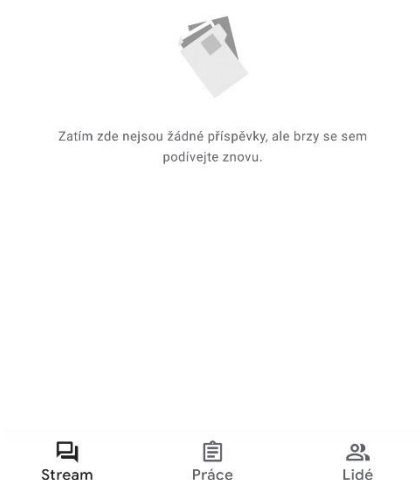 Zatím zde nejsou žádné příspěvky, ale brzy se sem
podívejte znovu.
Stream Práce Lidé